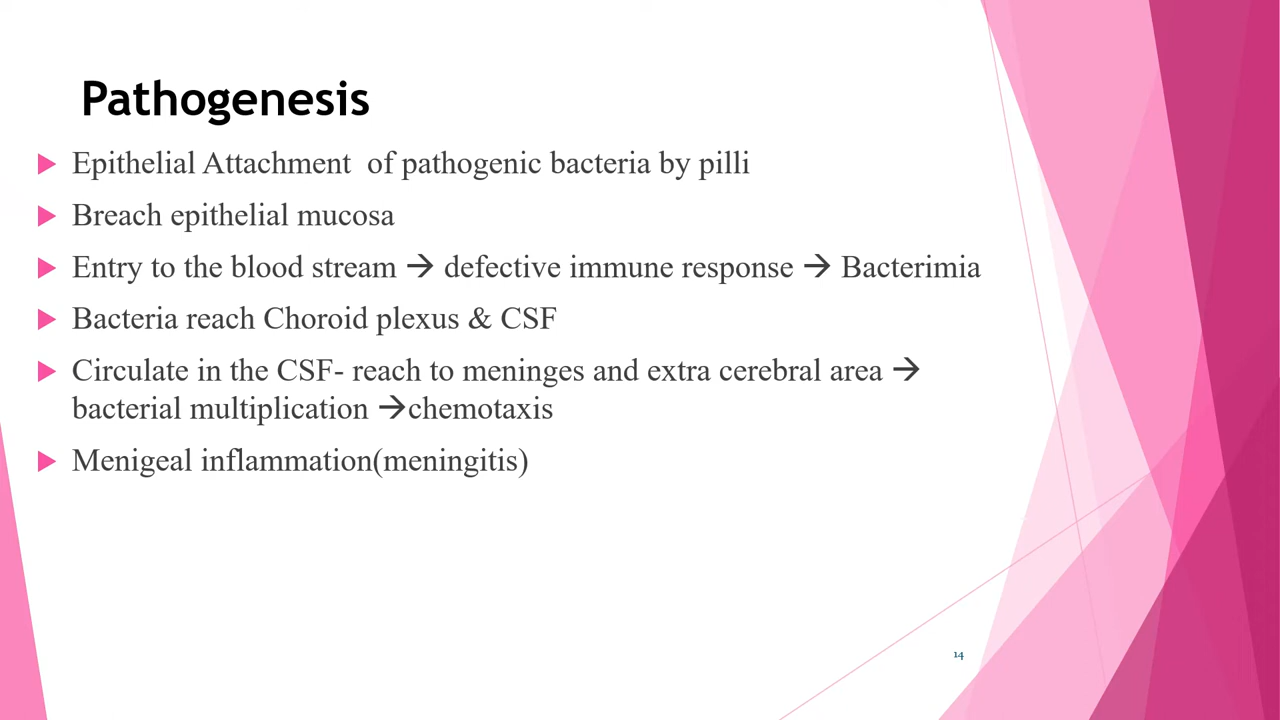 Pathogenesis
Epithelial Attachment of pathogenic bacteria by pilli
Breach epithelial mucosa
Entry to the blood stream → defective immune response → Bacterimia
Bacteria reach Choroid plexus & CSF
Circulate in the CSF- reach to meninges and extra cerebral area →
bacterial multiplication →chemotaxis
Menigeal inflammation(meningitis)
14